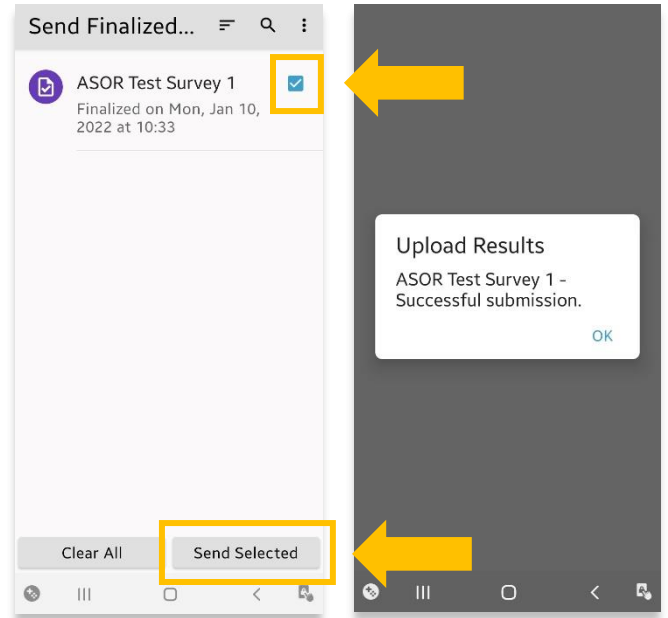 Send Finalized...
ASOR Test Survey 1
Finalized on Mon, Jan 10,
2022 at 10:33
Clear All
Send Selected
Upload Results
ASOR Test Survey 1 -
Successful submission.
OK